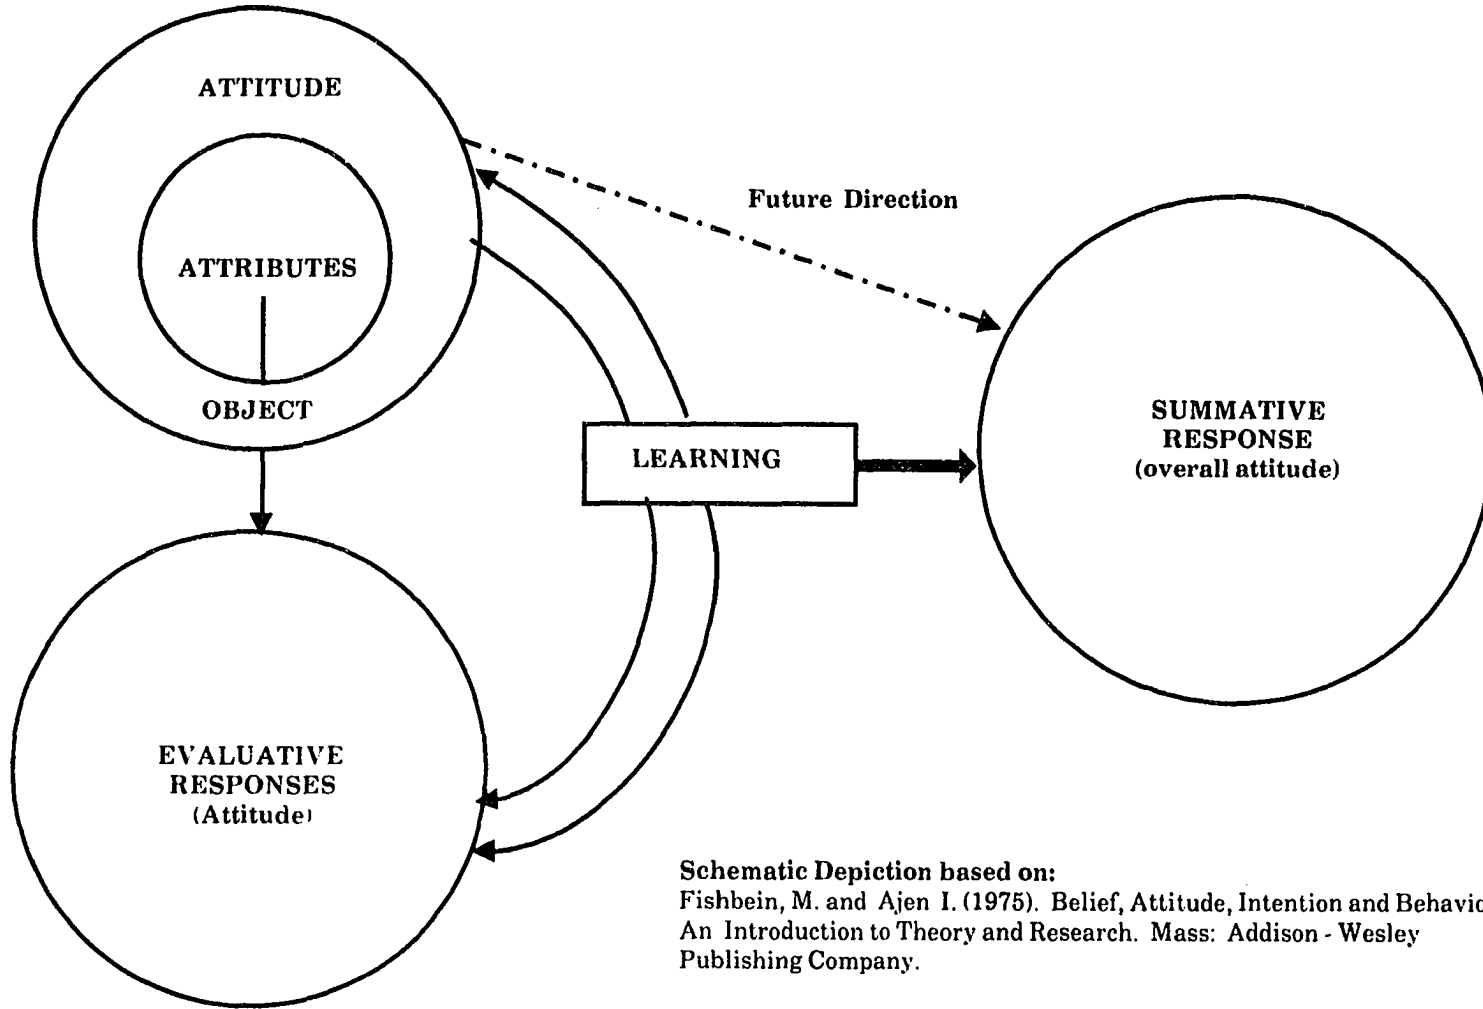 ATTITUDE
ATTRIBUTES
OBJECT
Future Direction
SUMMATIVE
RESPONSE
(overall attitude)
LEARNING
EVALUATIVE
RESPONSES
(Attitude)
Schematic Depiction based on:
Fishbein, M. and Ajen I. (1975). Belief, Attitude, Intention and Behavio
An Introduction to Theory and Research. Mass: Addison - Wesley
Publishing Company.